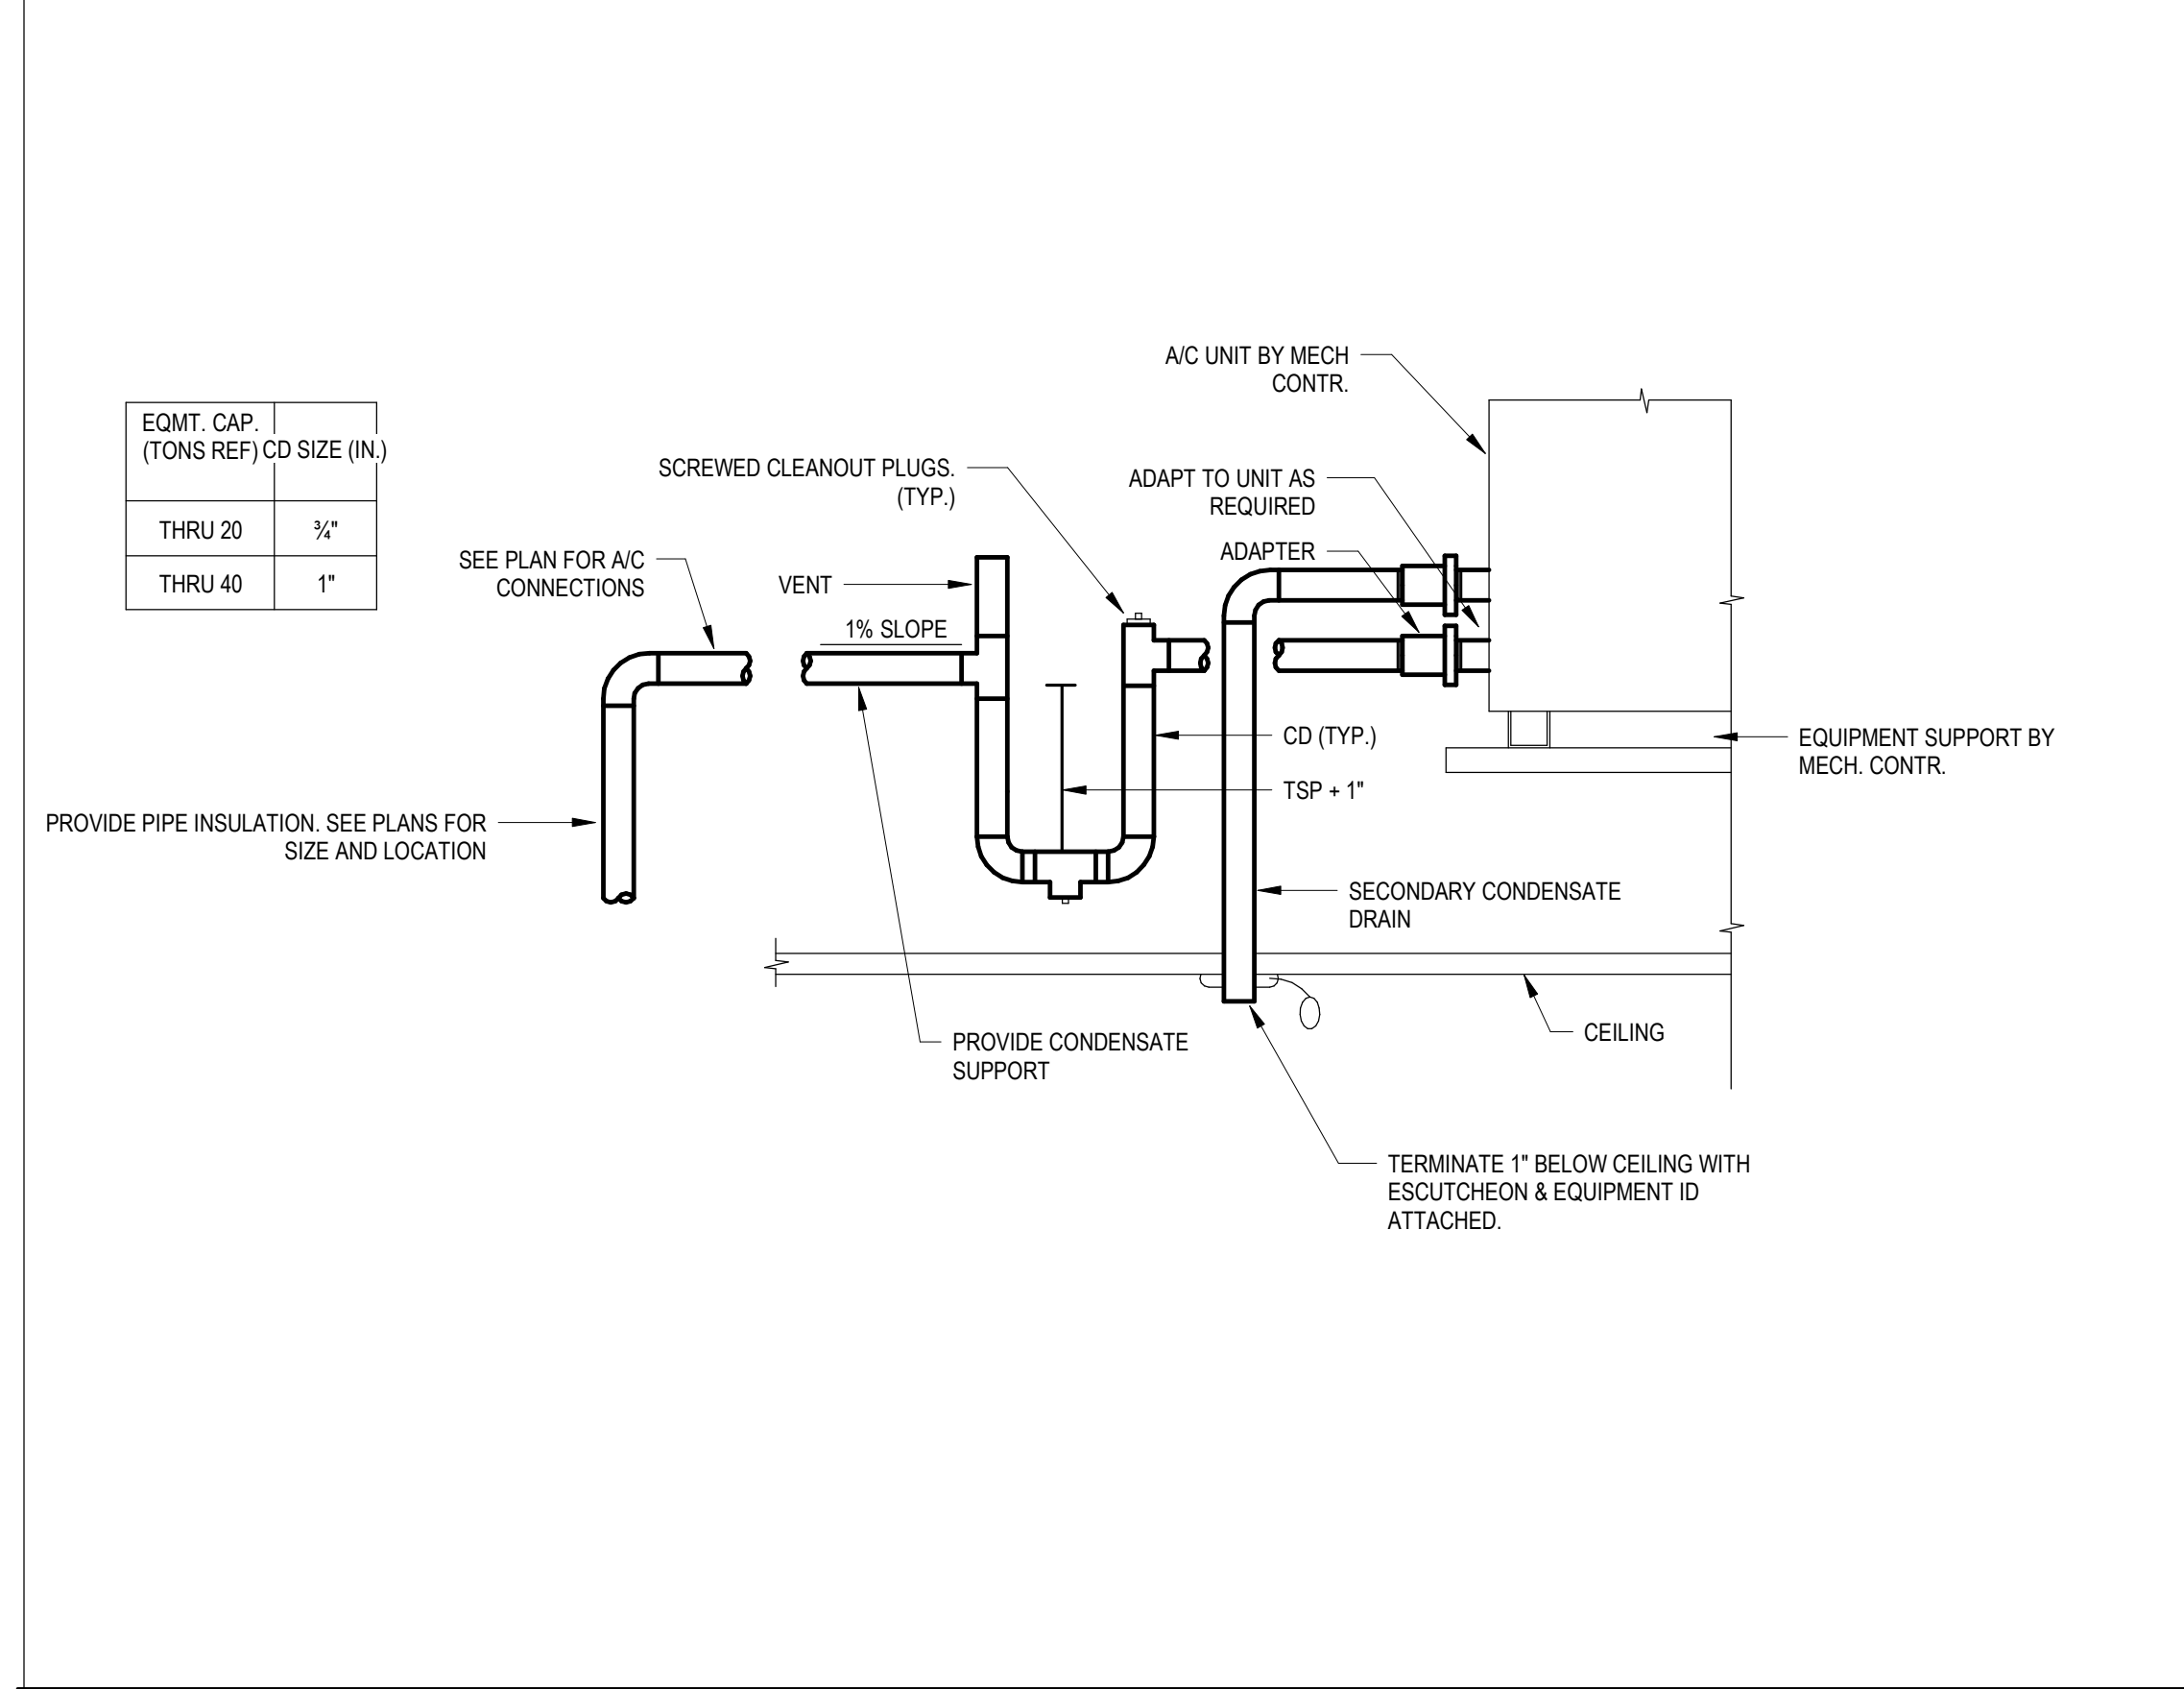 A/C UNIT BY MECH
CONTR.
EQMT. CAP.
(TONS REF)
CD SIZE (IN.)
THRU 20
¾"
THRU 40
1"
SCREWED CLEANOUT PLUGS.
(TYP.)
ADAPT TO UNIT AS
REQUIRED
ADAPTER
SEE PLAN FOR A/C
CONNECTIONS
VENT
1% SLOPE
CD (TYP.)
EQUIPMENT SUPPORT BY
MECH. CONTR.
TSP + 1"
PROVIDE PIPE INSULATION. SEE PLANS FOR
SIZE AND LOCATION
SECONDARY CONDENSATE
DRAIN
PROVIDE CONDENSATE
SUPPORT
CEILING
TERMINATE 1" BELOW CEILING WITH
ESCUTCHEON & EQUIPMENT ID
ATTACHED.